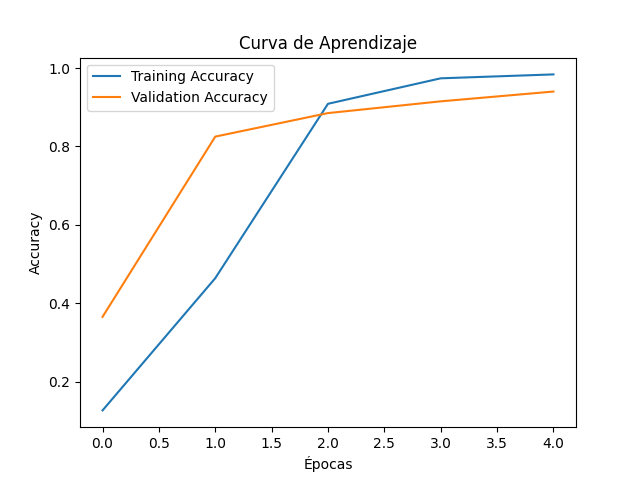 Curva de Aprendizaje
Training Accuracy
Validation Accuracy
Accuracy
1.0
0.8
0.6
0.4
0.2
0.0 0.5 1.0 1.5 2.0 2.5 3.0 3.5 4.0
Épocas